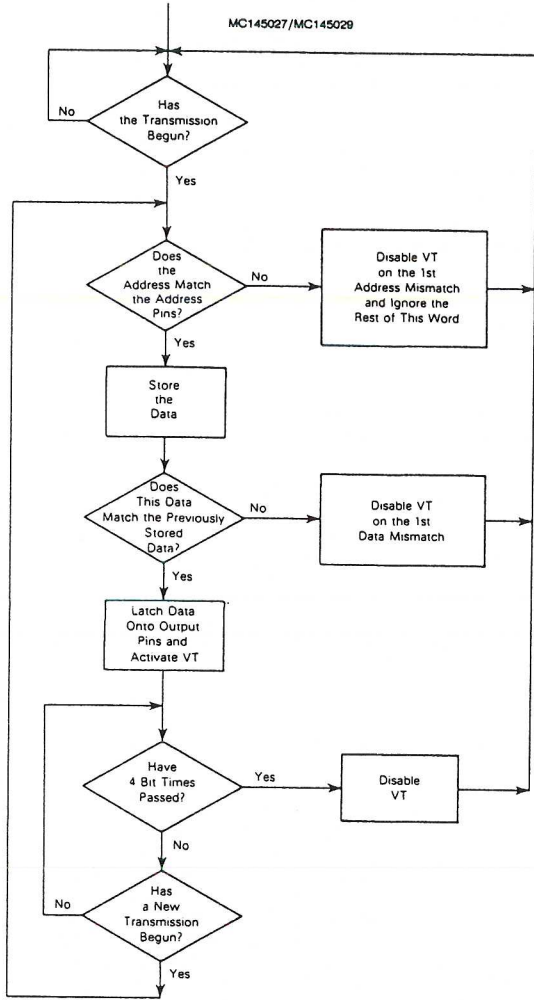 MC145027/MC145029
Has
the Transmission
Begun?
No
Yes
Does
the
Address Match
the Address
Pins?
No
Disable VT
on the 1st
Address Mismatch
and Ignore the
Rest of This Word
Yes
Store
the
Data
Does
This Data
Match the Previously
Stored
Data?
No
Disable VT
on the 1st
Data Mismatch
Yes
Latch Data
Onto Output
Pins and
Activate VT
Have
4 Bit Times
Passed?
Yes
Disable
VT
No
Has
a New
Transmission
Begun?
No
Yes